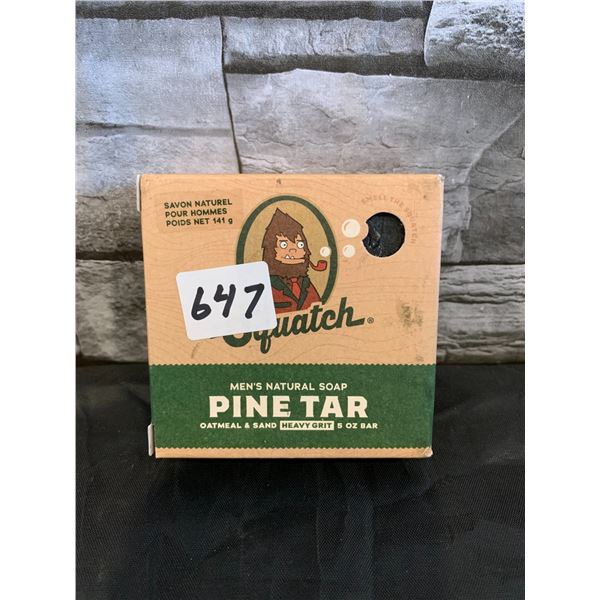 SAVON NATUREL
POUR HOMMES
POIDS NET 141 g
SMELL THE SQUATCH
647
Squatch®
MEN'S NATURAL SOAP
PINE TAR
OATMEAL & SAND HEAVY GRIT 5 OZ BAR